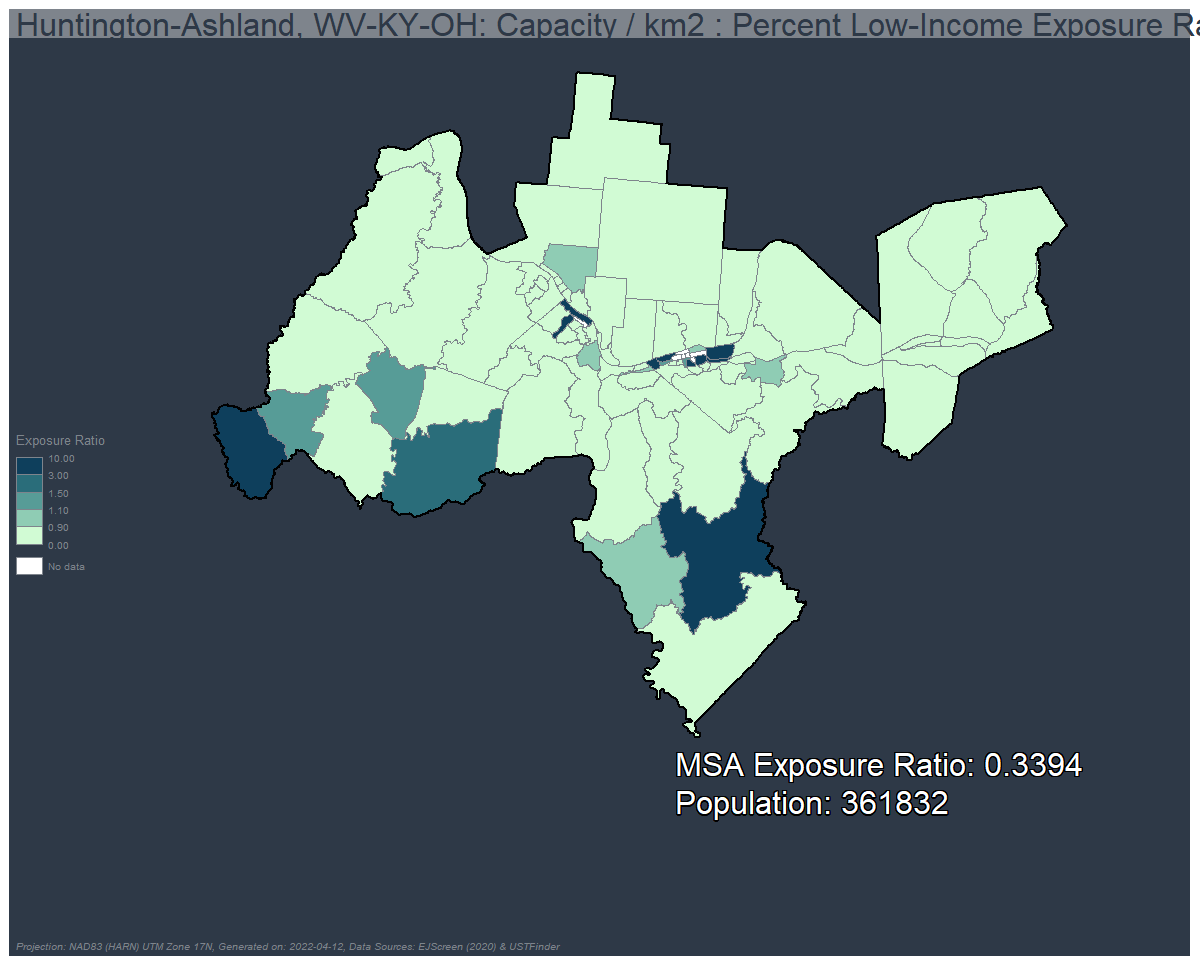 Huntington-Ashland, WV-KY-OH: Capacity / km2 : Percent Low-Income Exposure Ra
Exposure Ratio
10.00
3.00
1.50
1.10
0.90
0.00
No data
MSA Exposure Ratio: 0.3394
Population: 361832
Projection: NAD83 (HARN) UTM Zone 17N, Generated on: 2022-04-12, Data Sources: EJScreen (2020) & USTFinder